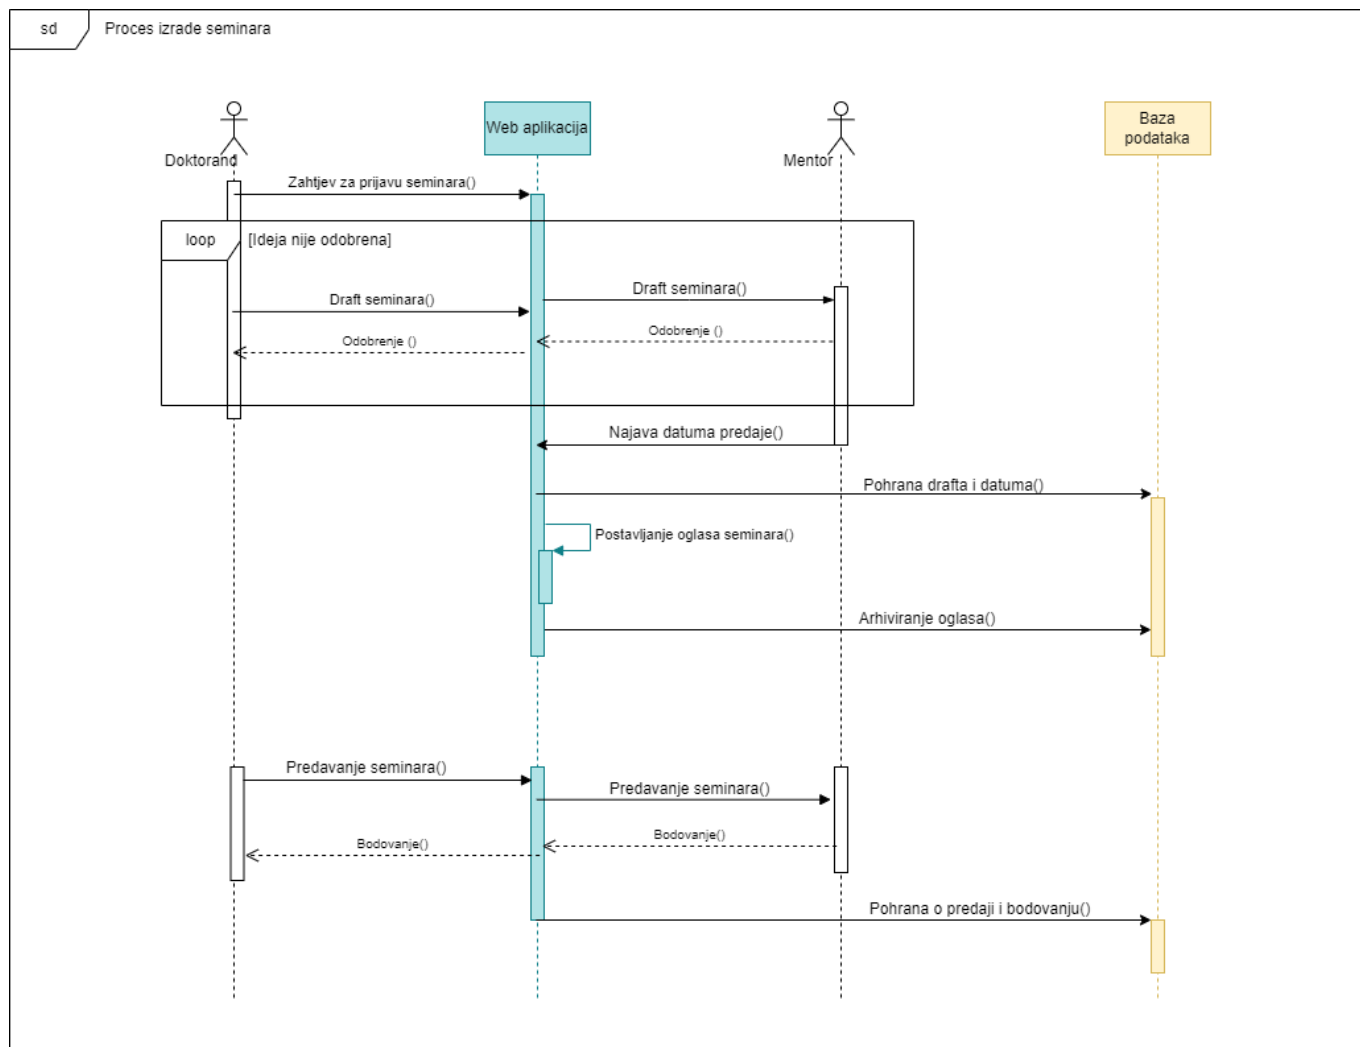 sd
Proces izrade seminara
Doktorand
Web aplikacija
Mentor
Baza
podataka
Zahtjev za prijavu seminara()
loop
[Ideja nije odobrena]
Draft seminara()
Draft seminara()
Odobrenje ()
Odobrenje ()
Najava datuma predaje()
Pohrana drafta i datuma()
Postavljanje oglasa seminara()
Arhiviranje oglasa()
Predavanje seminara()
Predavanje seminara()
Bodovanje()
Bodovanje()
Pohrana o predaji i bodovanju()